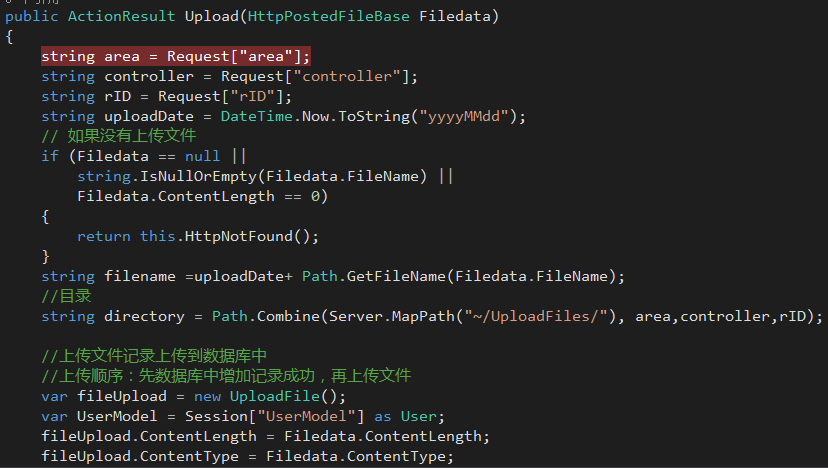 public ActionResult Upload(HttpPostedFileBase Filedata)
{
string area = Request["area"];
string controller = Request["controller"];
string rID = Request["rID"];
string uploadDate = DateTime.Now.ToString("yyyyMMdd");
// 如果没有上传文件
if (Filedata == null ||
string.IsNullOrEmpty(Filedata.FileName) ||
Filedata.ContentLength == 0)
{
return this.HttpNotFound();
}
string filename =uploadDate+ Path.GetFileName(Filedata.FileName);
//目录
string directory = Path.Combine(Server.MapPath("~/UploadFiles/"), area,controller,rID);
//上传文件记录上传到数据库中
//上传顺序：先数据库中增加记录成功，再上传文件
var fileUpload = new UploadFile();
var UserModel = Session["UserModel"] as User;
fileUpload.ContentLength = Filedata.ContentLength;
fileUpload.ContentType = Filedata.ContentType;